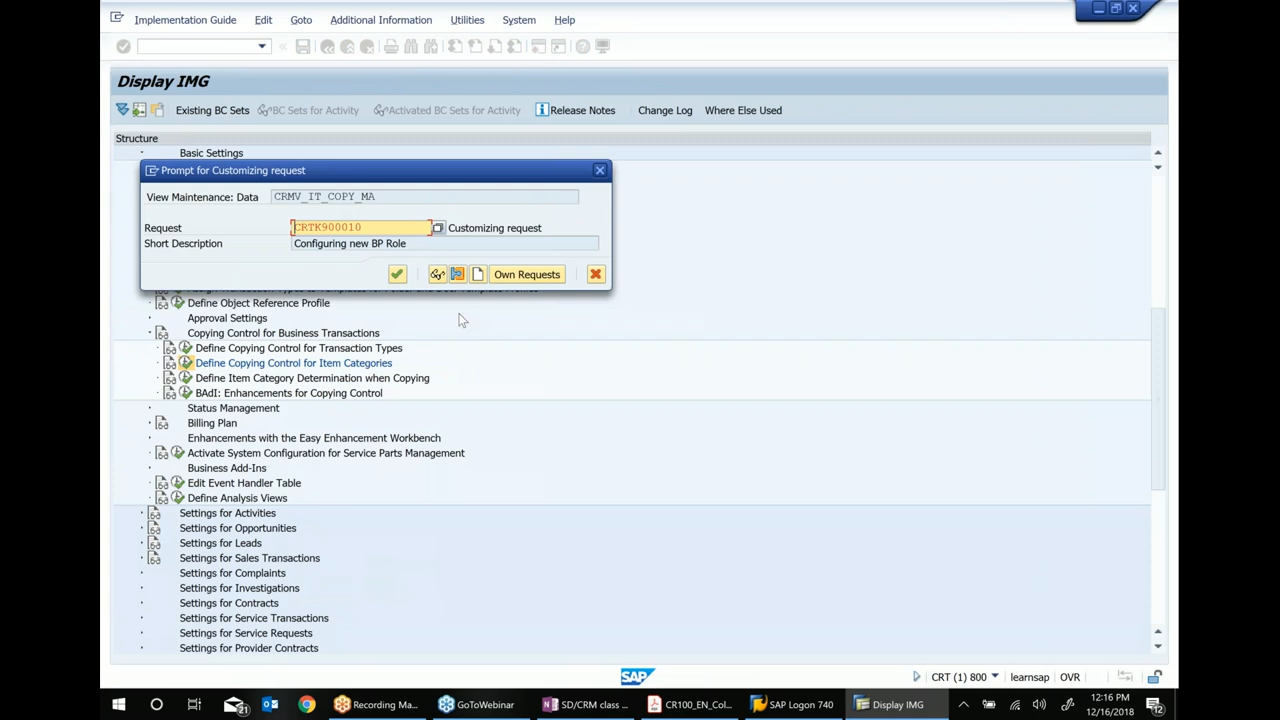 Implementation Guide Edit Goto Additional Information Utilities System Help
Display IMG
Existing BC Sets BC Sets for Activity Activated BC Sets for Activity Release Notes Change Log Where Else Used
Structure
Basic Settings
Prompt for Customizing request
View Maintenance: Data CRMV_IT_COPY_MA
Request CRTK900010 Customizing request
Short Description Configuring new BP Role
Own Requests
Define Object Reference Profile
Approval Settings
Copying Control for Business Transactions
Define Copying Control for Transaction Types
Define Copying Control for Item Categories
Define Item Category Determination when Copying
BAdI: Enhancements for Copying Control
Status Management
Billing Plan
Enhancements with the Easy Enhancement Workbench
Activate System Configuration for Service Parts Management
Business Add-Ins
Edit Event Handler Table
Define Analysis Views
Settings for Activities
Settings for Opportunities
Settings for Leads
Settings for Sales Transactions
Settings for Complaints
Settings for Investigations
Settings for Contracts
Settings for Service Transactions
Settings for Service Requests
Settings for Provider Contracts
SAP CRT (1) 800 learnsap OVR
21 Recording Ma... GoToWebinar SD/CRM class ... CR100_EN_Col... SAP Logon 740 Display IMG 12:16 PM
12/16/2018 12